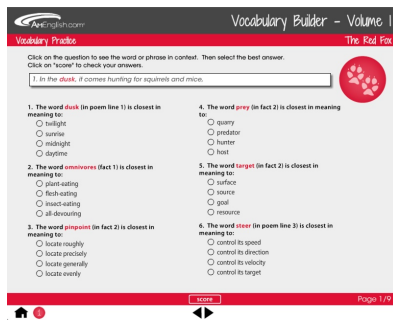 AMEnglish.com
Vocabulary Builder – Volume I
Vocabulary Practice
The Red Fox
Click on the question to see the word or phrase in context. Then select the best answer.
Click on "score" to check your answers.
1. In the dusk, it comes hunting for squirrels and mice.
1. The word dusk (in poem line 1) is closest in
meaning to:
twilight
sunrise
midnight
daytime
2. The word omnivores (fact 1) is closest in
meaning to:
plant-eating
flesh-eating
insect-eating
all-devouring
3. The word pinpoint (in fact 2) is closest in
meaning to:
locate roughly
locate precisely
locate generally
locate evenly
4. The word prey (in fact 2) is closest in meaning
to:
quarry
predator
hunter
host
5. The word target (in fact 2) is closest in
meaning to:
surface
source
goal
resource
6. The word steer (in poem line 3) is closest in
meaning to:
control its speed
control its direction
control its velocity
control its target
score
Page 1/9
1